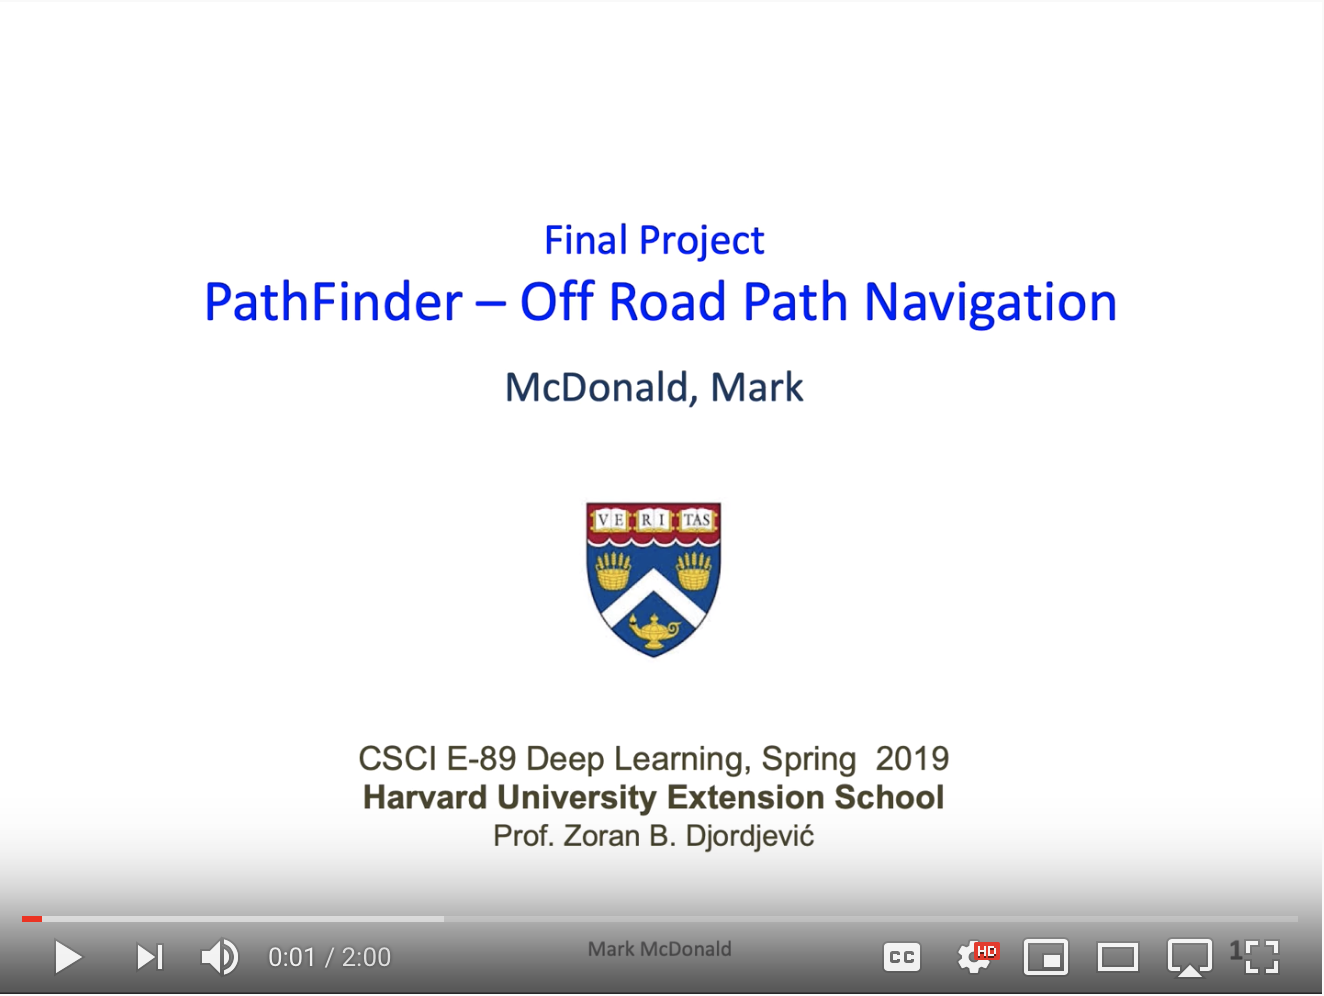 Final Project
PathFinder – Off Road Path Navigation
McDonald, Mark
VE RI TAS
CSCI E-89 Deep Learning, Spring 2019
Harvard University Extension School
Prof. Zoran B. Djordjević
0:01 / 2:00
Mark McDonald
CC
HD
1